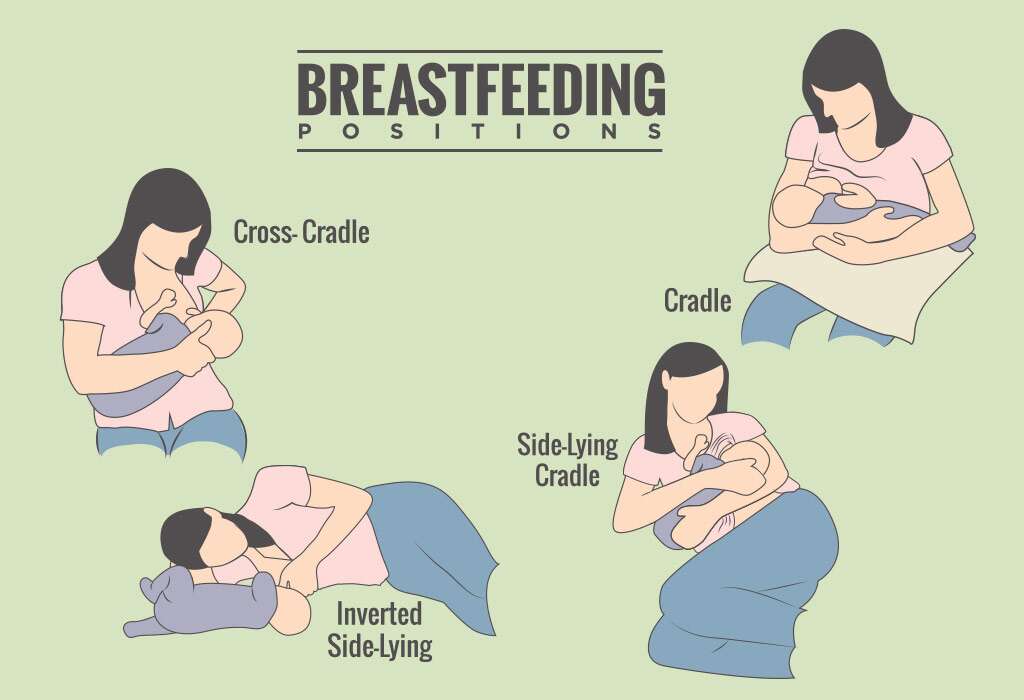 BREASTFEEDING
POSITIONS
Cross- Cradle
Cradle
Side-Lying
Cradle
Inverted
Side-Lying